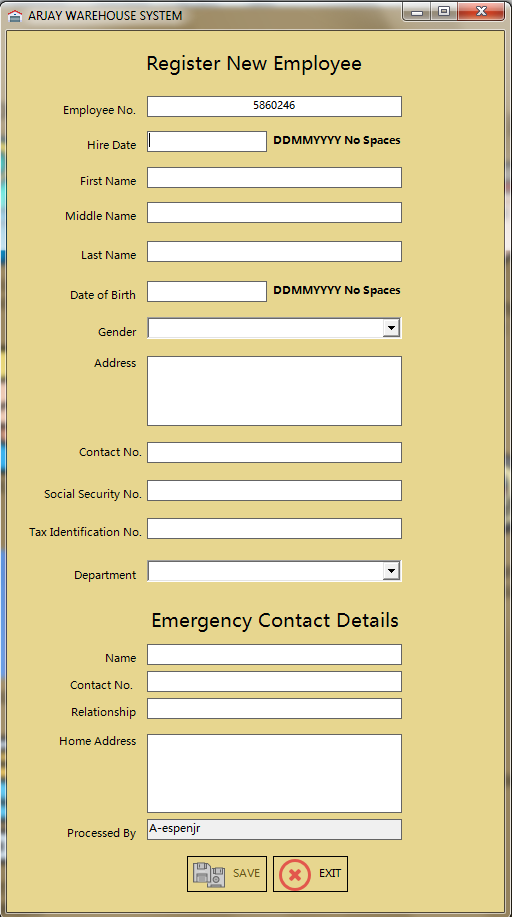 ARJAY WAREHOUSE SYSTEM
Register New Employee
Employee No. 5860246
Hire Date DDMMYYYY No Spaces
First Name
Middle Name
Last Name
Date of Birth DDMMYYYY No Spaces
Gender
Address
Contact No.
Social Security No.
Tax Identification No.
Department
Emergency Contact Details
Name
Contact No.
Relationship
Home Address
Processed By A-espenjr
SAVE EXIT